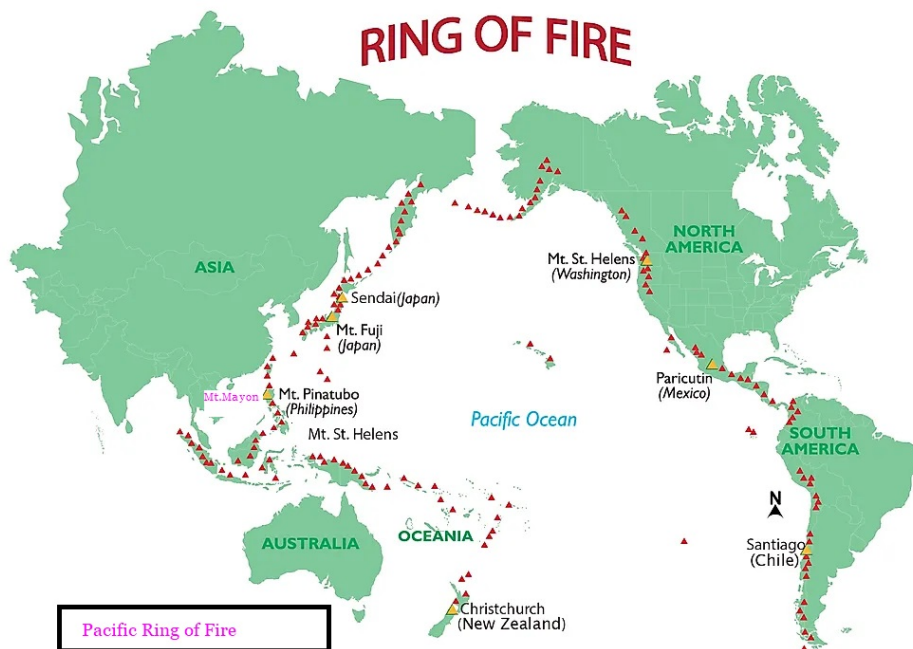 RING OF FIRE
NORTH
AMERICA
Mt. St. Helens
(Washington)
ASIA
Sendai(Japan)
Mt. Fuji
(Japan)
Paricutin
(Mexico)
Mt.Mayon
Mt. Pinatubo
(Philippines)
Pacific Ocean
Mt. St. Helens
SOUTH
AMERICA
N
OCEANIA
AUSTRALIA
Santiago
(Chile)
Christchurch
(New Zealand)
Pacific Ring of Fire